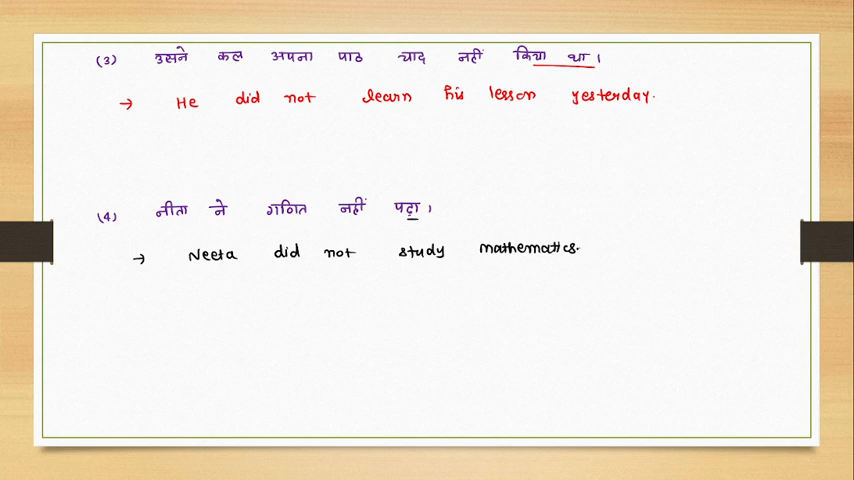 (3) उसने कल अपना पाठ याद नहीं किया था।
→ He did not learn his lesson yesterday.
(4) नीता ने गणित नहीं पढ़ा।
→ Neeta did not study mathematics.